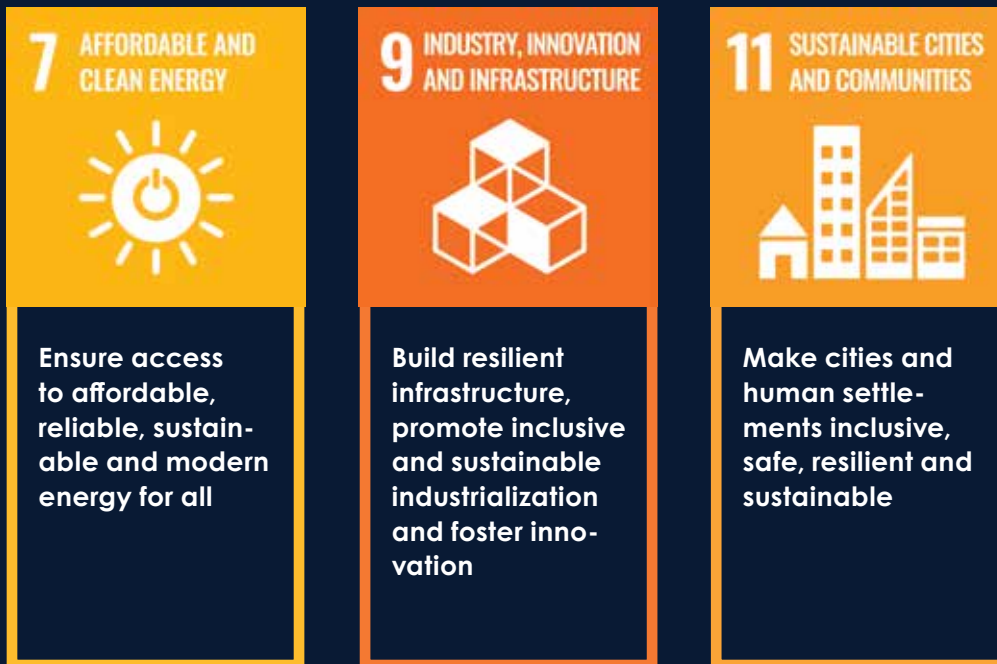 7 AFFORDABLE AND
CLEAN ENERGY
Ensure access
to affordable,
reliable, sustain-
able and modern
energy for all
9 INDUSTRY, INNOVATION
AND INFRASTRUCTURE
Build resilient
infrastructure,
promote inclusive
and sustainable
industrialization
and foster inno-
vation
11 SUSTAINABLE CITIES
AND COMMUNITIES
Make cities and
human settle-
ments inclusive,
safe, resilient and
sustainable